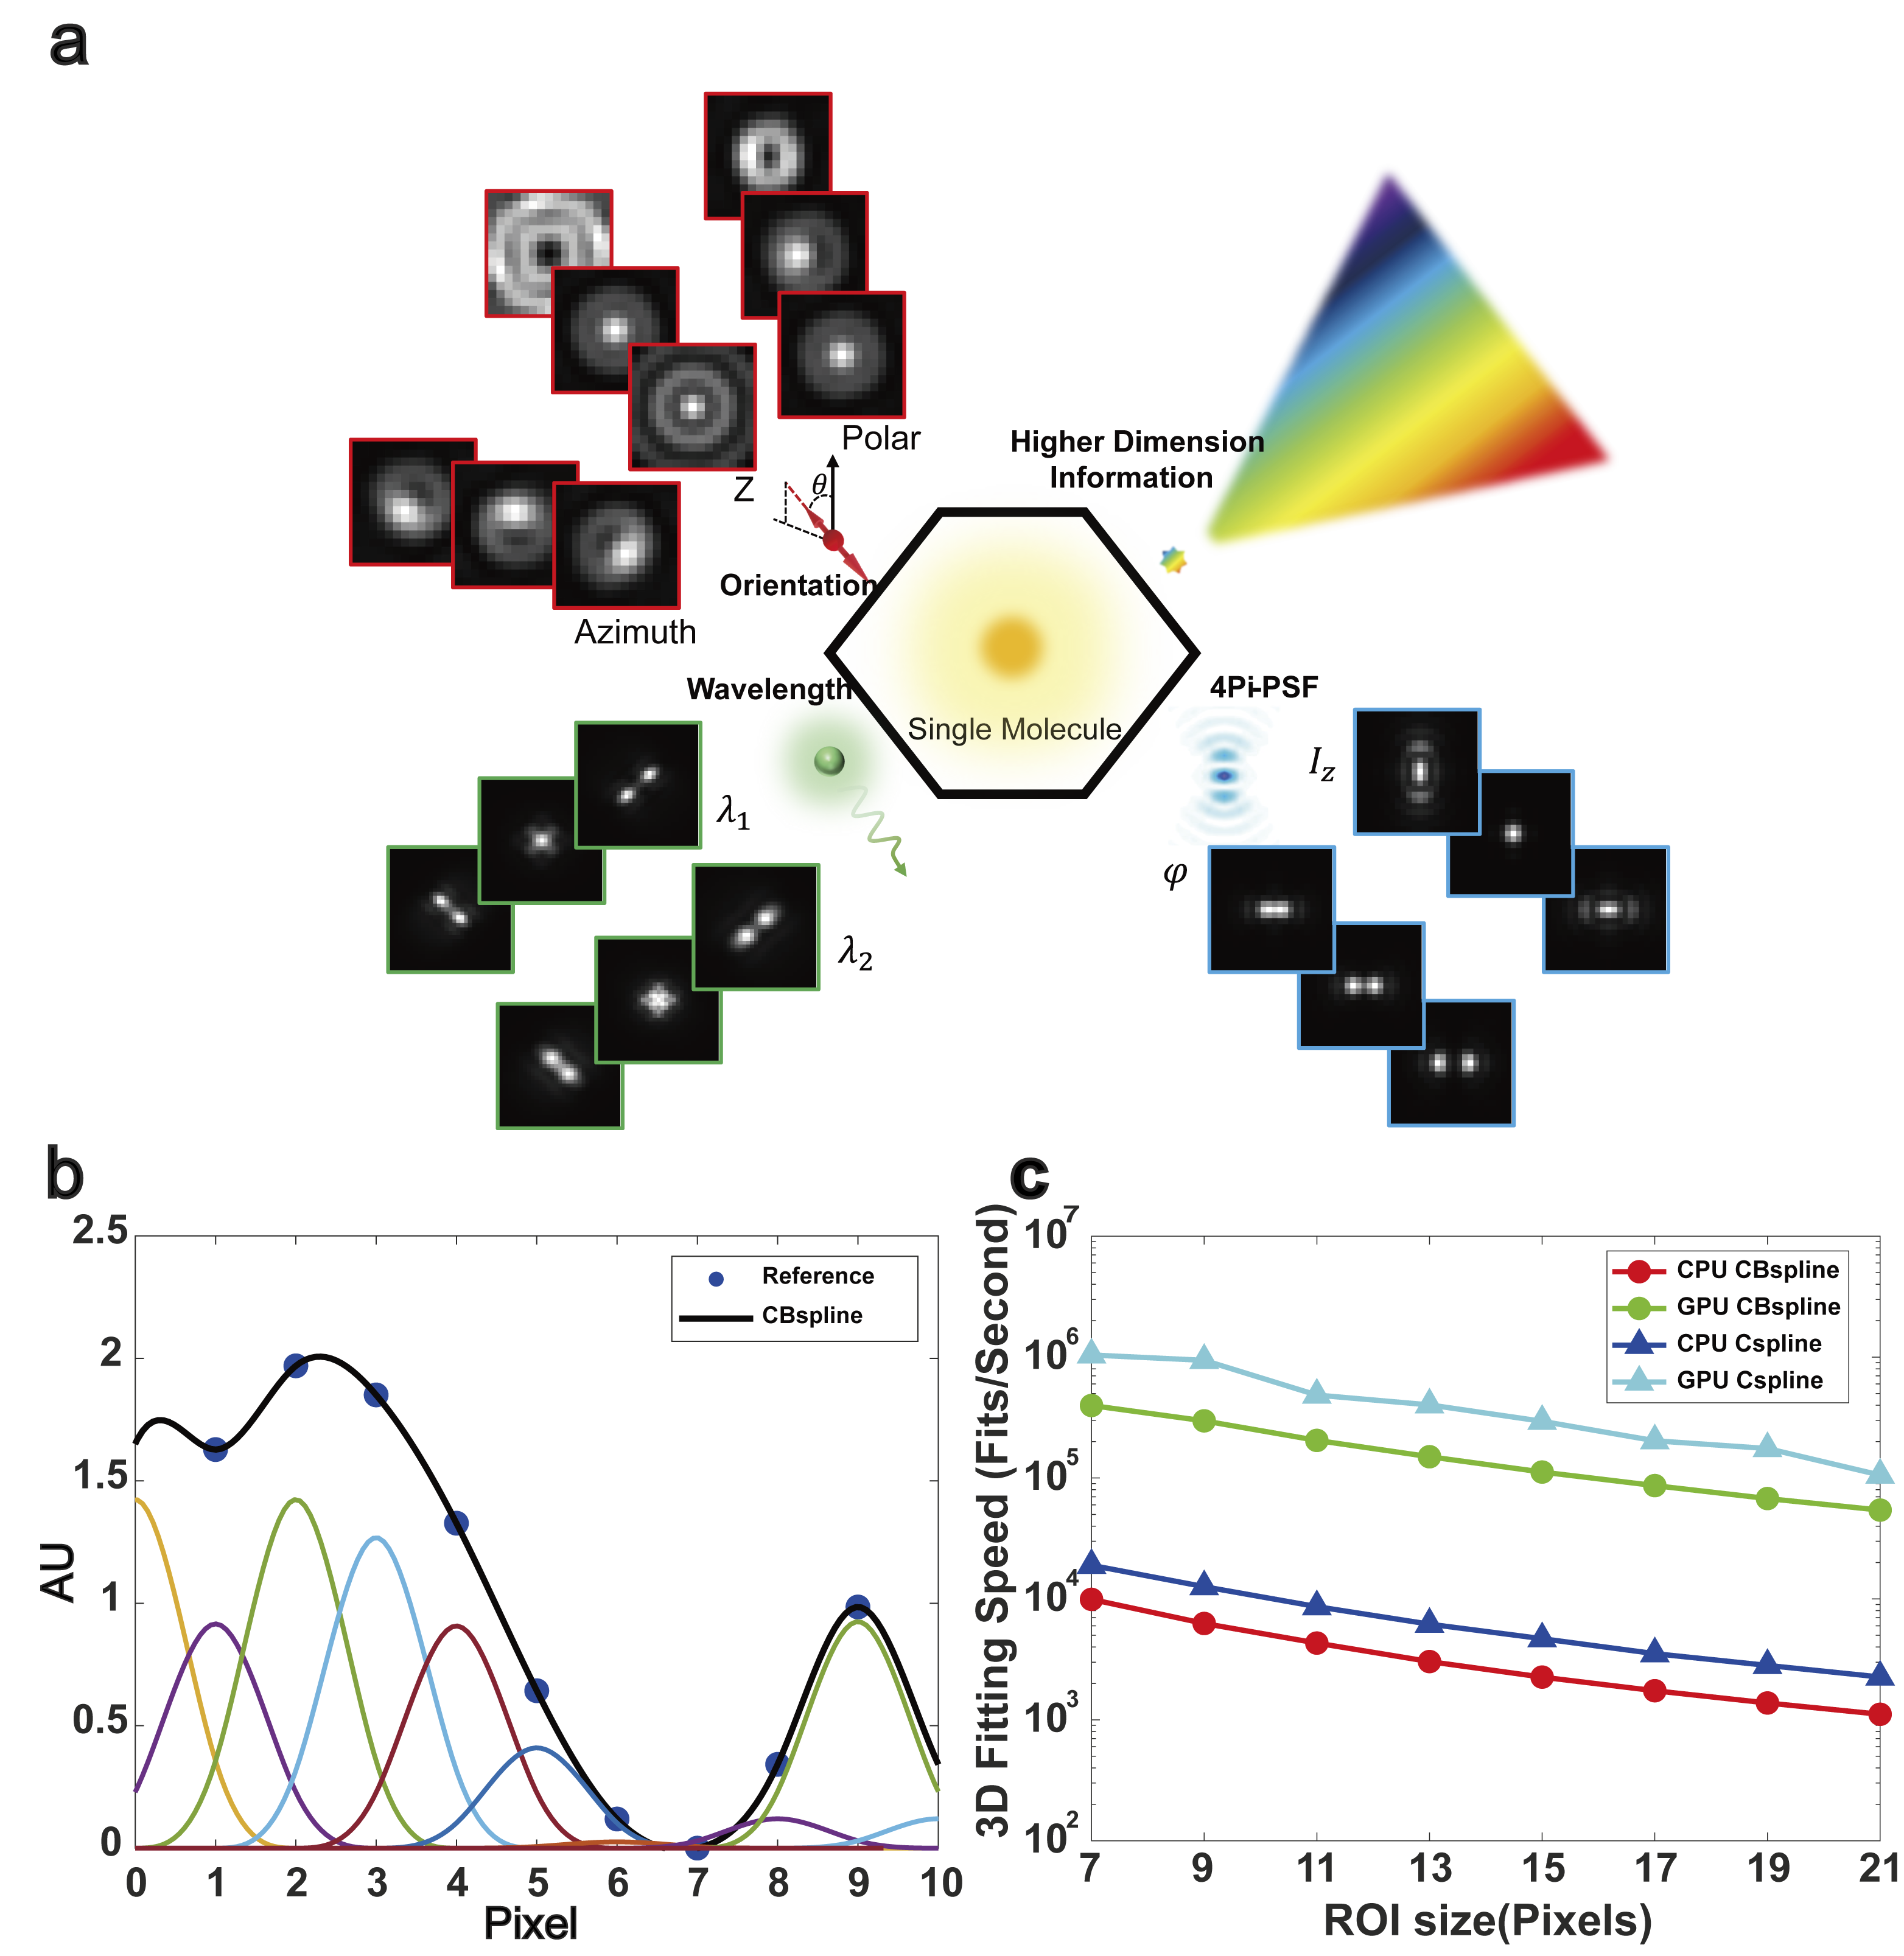 a
Polar
Z
θ
Orientation
Azimuth
Higher Dimension
Information
Wavelength
Single Molecule
4Pi-PSF
λ1
λ2
Iz
φ
b
2.5
2
1.5
1
0.5
0
AU
0 1 2 3 4 5 6 7 8 9 10
Pixel
Reference
CBspline
c
10^7
10^6
10^5
10^4
10^3
10^2
3D Fitting Speed (Fits/Second)
7 9 11 13 15 17 19 21
ROI size(Pixels)
CPU CBspline
GPU CBspline
CPU Cspline
GPU Cspline